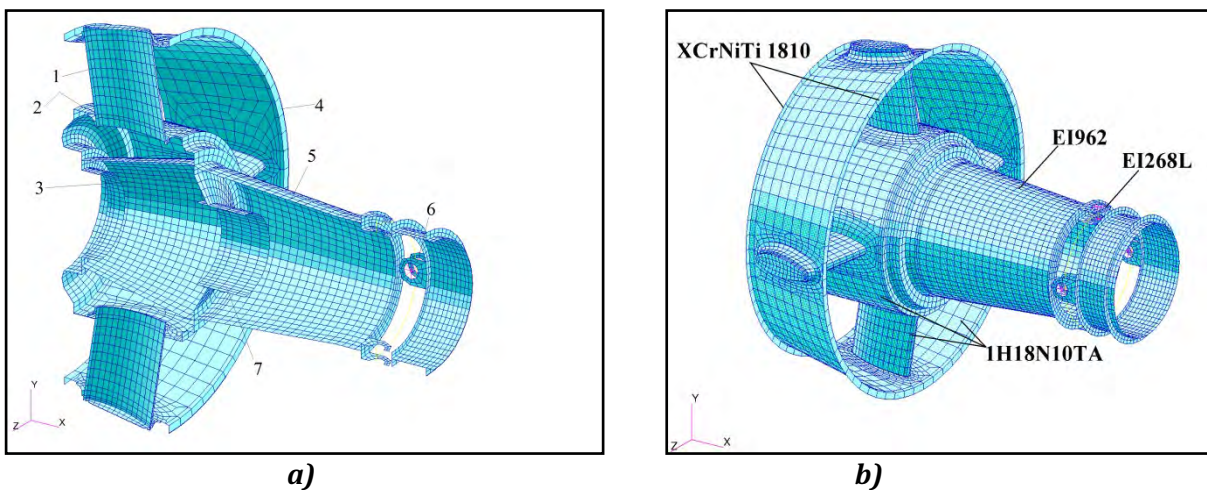 1
2
3
4
5
6
7
Y
Z X
a)
XCrNiTi 1810
EI962
EI268L
1H18N10TA
Y
Z X
b)